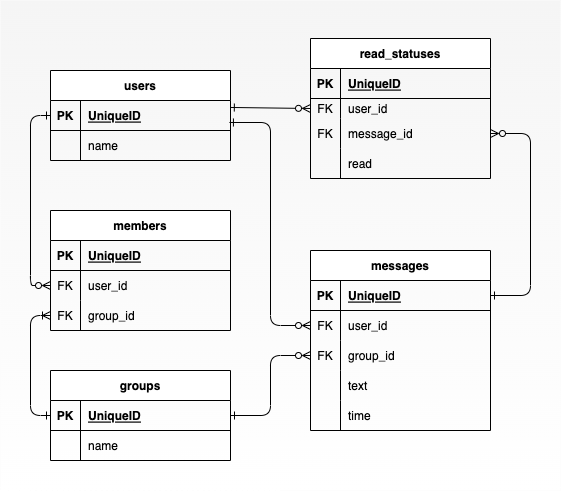 users
PK UniqueID
name
read_statuses
PK UniqueID
FK user_id
FK message_id
read
members
PK UniqueID
FK user_id
FK group_id
messages
PK UniqueID
FK user_id
FK group_id
text
time
groups
PK UniqueID
name